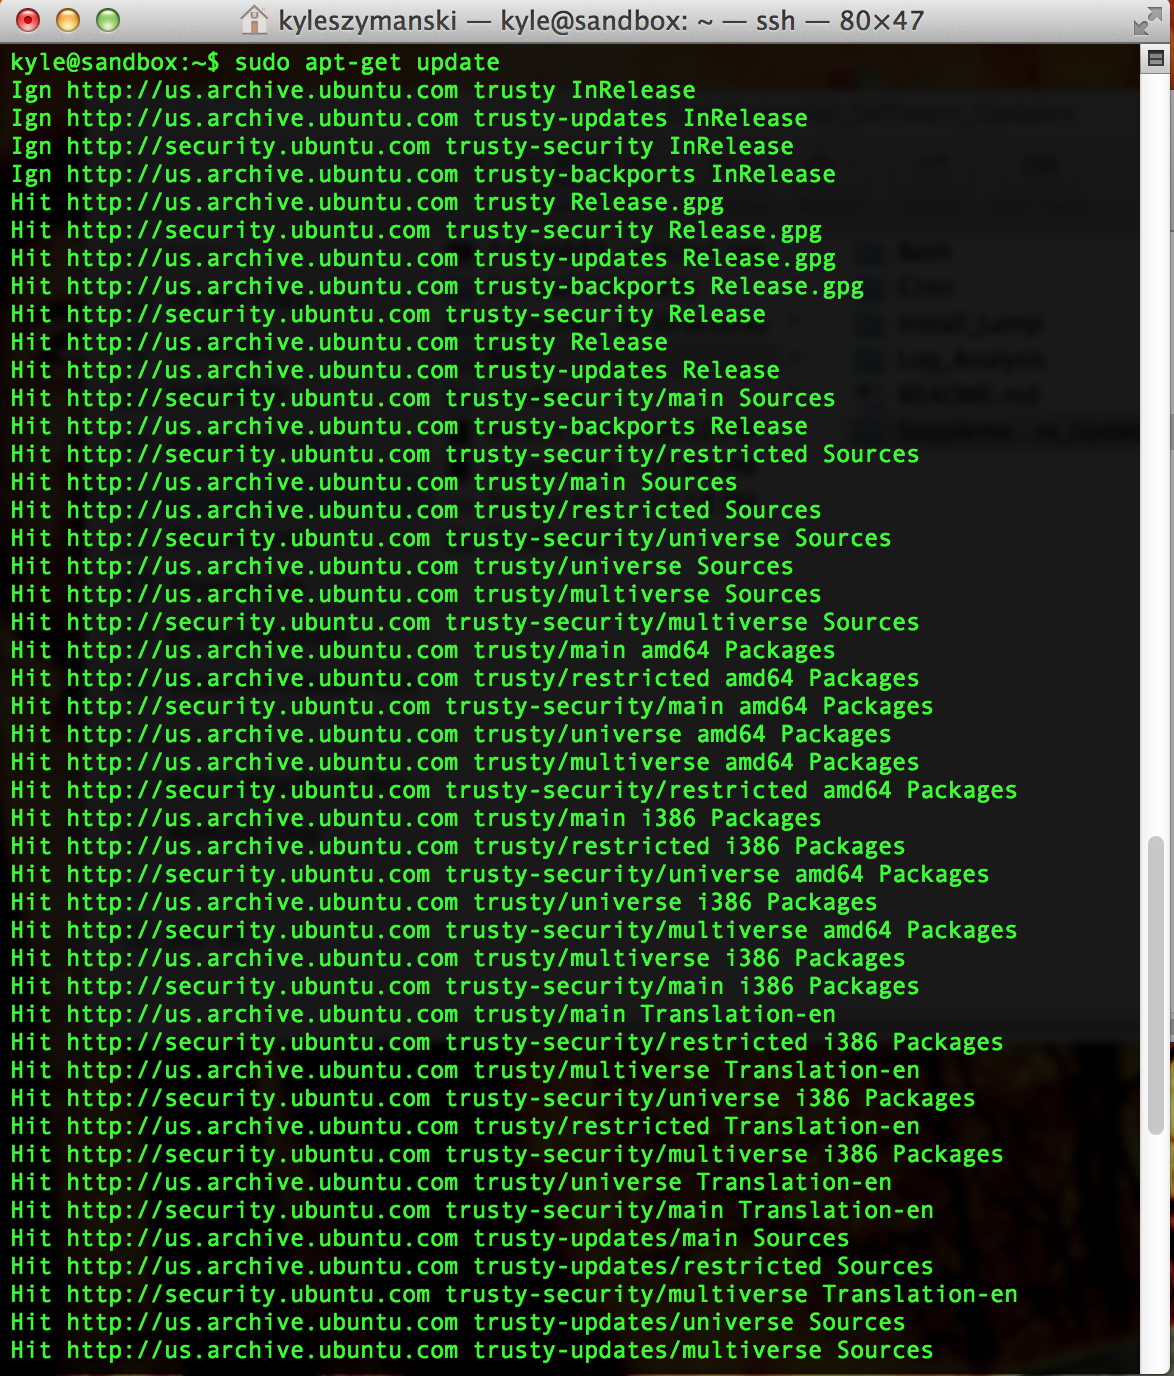 kyleszymanski — kyle@sandbox: ~ — ssh — 80×47
kyle@sandbox:~$ sudo apt-get update
Ign http://us.archive.ubuntu.com trusty InRelease
Ign http://us.archive.ubuntu.com trusty-updates InRelease
Ign http://security.ubuntu.com trusty-security InRelease
Ign http://us.archive.ubuntu.com trusty-backports InRelease
Hit http://us.archive.ubuntu.com trusty Release.gpg
Hit http://security.ubuntu.com trusty-security Release.gpg
Hit http://us.archive.ubuntu.com trusty-updates Release.gpg
Hit http://us.archive.ubuntu.com trusty-backports Release.gpg
Hit http://security.ubuntu.com trusty-security Release
Hit http://us.archive.ubuntu.com trusty Release
Hit http://us.archive.ubuntu.com trusty-updates Release
Hit http://security.ubuntu.com trusty-security/main Sources
Hit http://us.archive.ubuntu.com trusty-backports Release
Hit http://security.ubuntu.com trusty-security/restricted Sources
Hit http://us.archive.ubuntu.com trusty/main Sources
Hit http://us.archive.ubuntu.com trusty/restricted Sources
Hit http://security.ubuntu.com trusty-security/universe Sources
Hit http://us.archive.ubuntu.com trusty/universe Sources
Hit http://us.archive.ubuntu.com trusty/multiverse Sources
Hit http://security.ubuntu.com trusty-security/multiverse Sources
Hit http://us.archive.ubuntu.com trusty/main amd64 Packages
Hit http://us.archive.ubuntu.com trusty/restricted amd64 Packages
Hit http://security.ubuntu.com trusty-security/main amd64 Packages
Hit http://us.archive.ubuntu.com trusty/universe amd64 Packages
Hit http://us.archive.ubuntu.com trusty/multiverse amd64 Packages
Hit http://security.ubuntu.com trusty-security/restricted amd64 Packages
Hit http://us.archive.ubuntu.com trusty/main i386 Packages
Hit http://us.archive.ubuntu.com trusty/restricted i386 Packages
Hit http://security.ubuntu.com trusty-security/universe amd64 Packages
Hit http://us.archive.ubuntu.com trusty/universe i386 Packages
Hit http://security.ubuntu.com trusty-security/multiverse amd64 Packages
Hit http://us.archive.ubuntu.com trusty/multiverse i386 Packages
Hit http://security.ubuntu.com trusty-security/main i386 Packages
Hit http://us.archive.ubuntu.com trusty/main Translation-en
Hit http://security.ubuntu.com trusty-security/restricted i386 Packages
Hit http://us.archive.ubuntu.com trusty/multiverse Translation-en
Hit http://security.ubuntu.com trusty-security/universe i386 Packages
Hit http://us.archive.ubuntu.com trusty/restricted Translation-en
Hit http://security.ubuntu.com trusty-security/multiverse i386 Packages
Hit http://us.archive.ubuntu.com trusty/universe Translation-en
Hit http://security.ubuntu.com trusty-security/main Translation-en
Hit http://us.archive.ubuntu.com trusty-updates/main Sources
Hit http://us.archive.ubuntu.com trusty-updates/restricted Sources
Hit http://security.ubuntu.com trusty-security/multiverse Translation-en
Hit http://us.archive.ubuntu.com trusty-updates/universe Sources
Hit http://us.archive.ubuntu.com trusty-updates/multiverse Sources
Bash
Cron
Install_Lamp
Log_Analysis
README.md